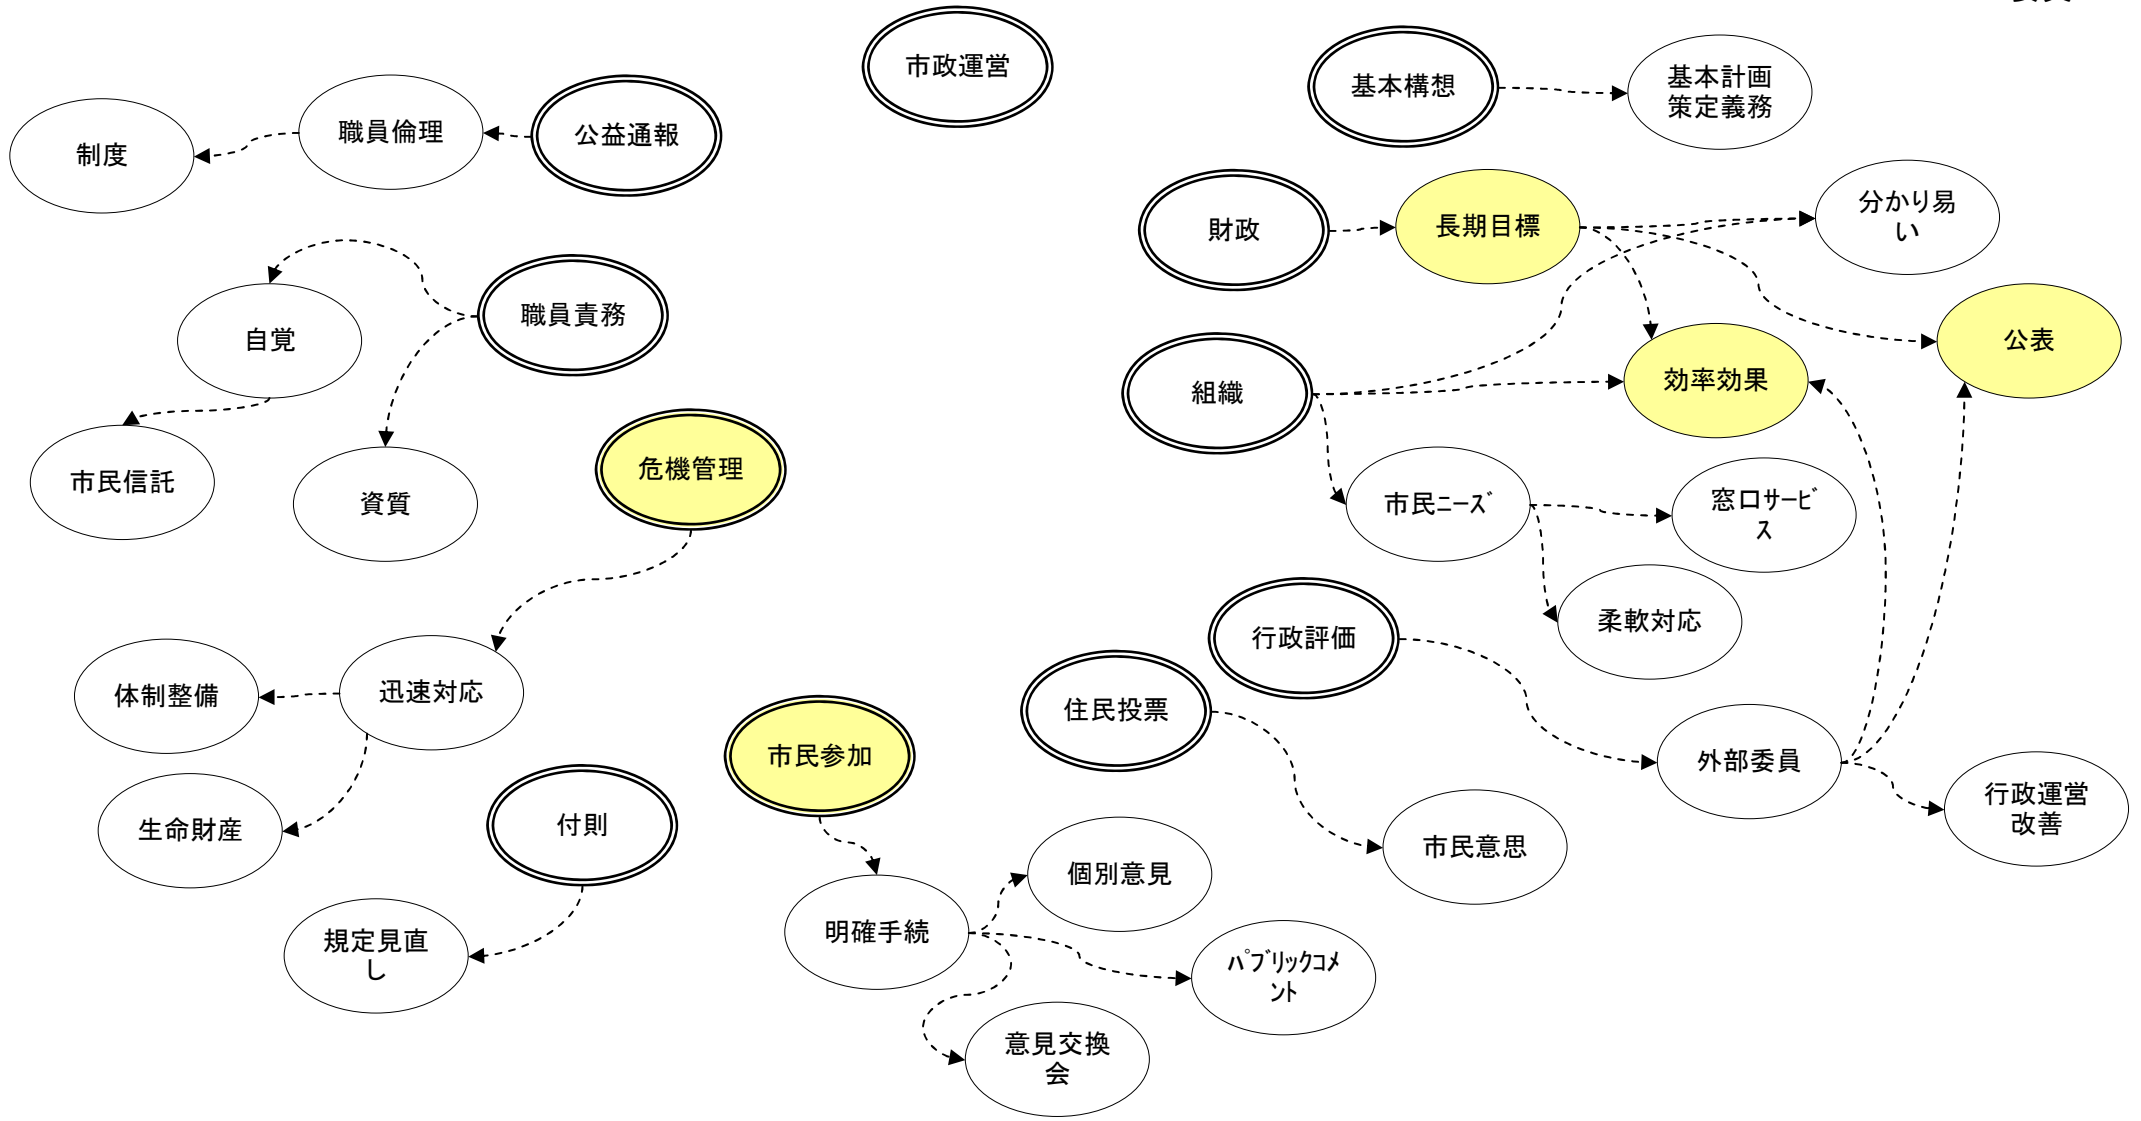 市政運営
基本構想
基本計画
策定義務
制度
職員倫理
公益通報
財政
長期目標
分かり易
い
自覚
職員責務
組織
効率効果
公表
市民信託
資質
危機管理
市民ﾆｰｽﾞ
窓口ｻｰﾋﾞ
ｽ
柔軟対応
行政評価
体制整備
迅速対応
住民投票
外部委員
市民参加
生命財産
付則
行政運営
改善
市民意思
個別意見
規定見直
し
明確手続
ﾊﾟﾌﾞﾘｯｸｺﾒ
ﾝﾄ
意見交換
会